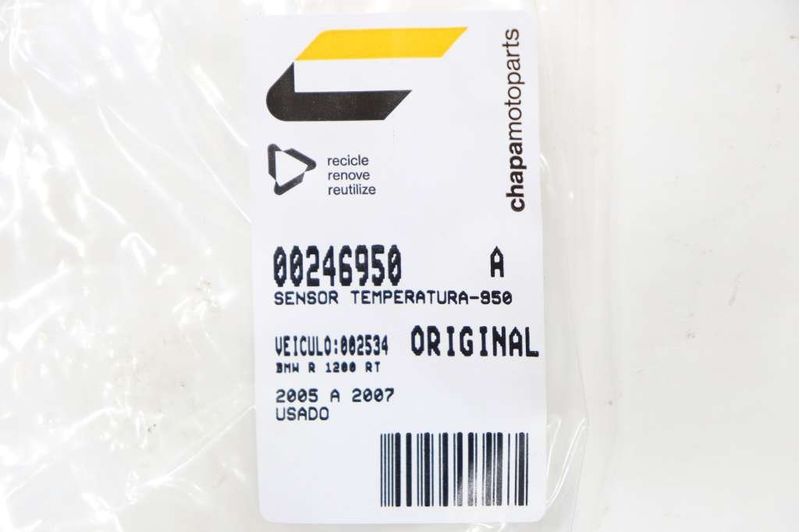 chapamotoparts
recicle
renove
reutilize
00246950 A
SENSOR TEMPERATURA-950
VEICULO:002534 ORIGINAL
BMW R 1200 RT
2005 A 2007
USADO